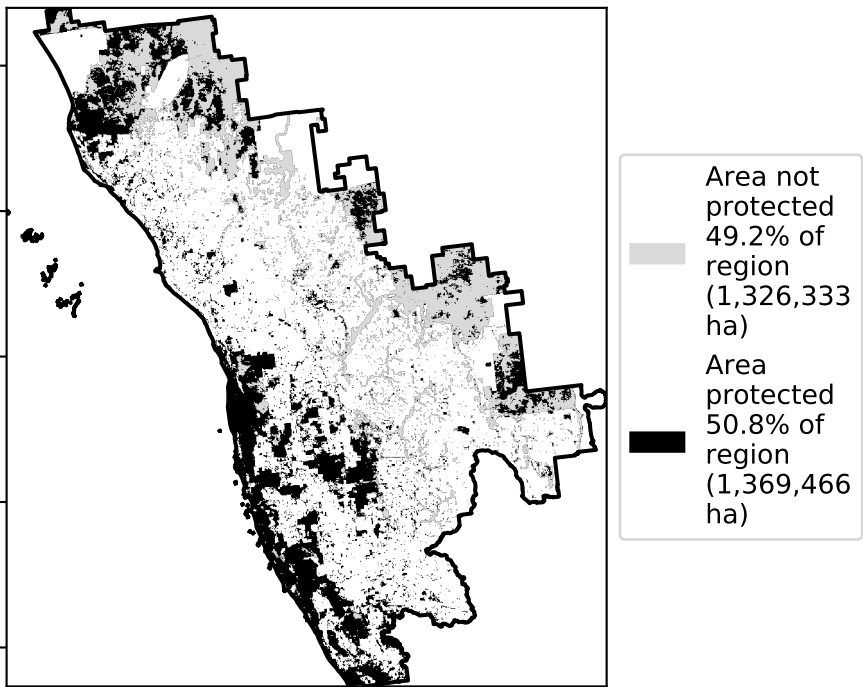 Area not
protected
49.2% of
region
(1,326,333
ha)
Area
protected
50.8% of
region
(1,369,466
ha)